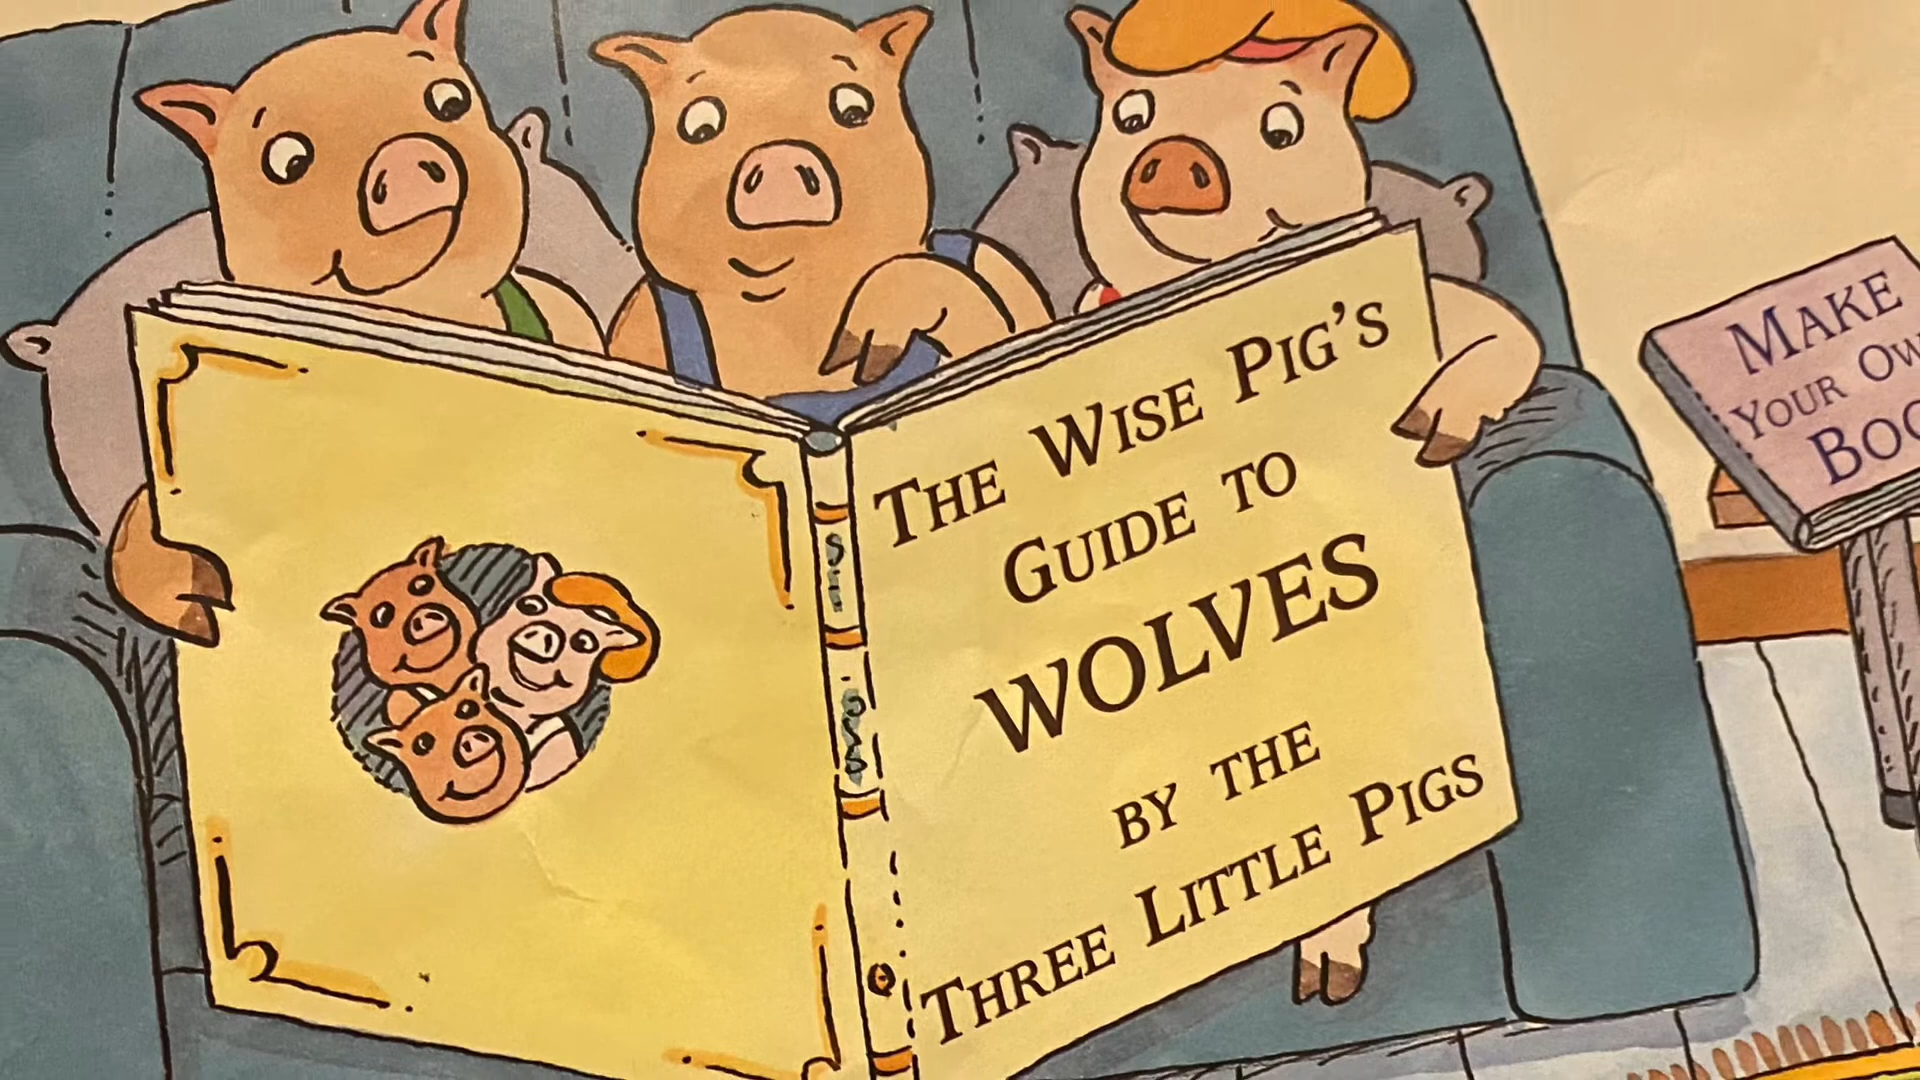 THE WISE PIG'S
GUIDE TO
WOLVES
BY THE
THREE LITTLE PIGS
MAKE
YOUR